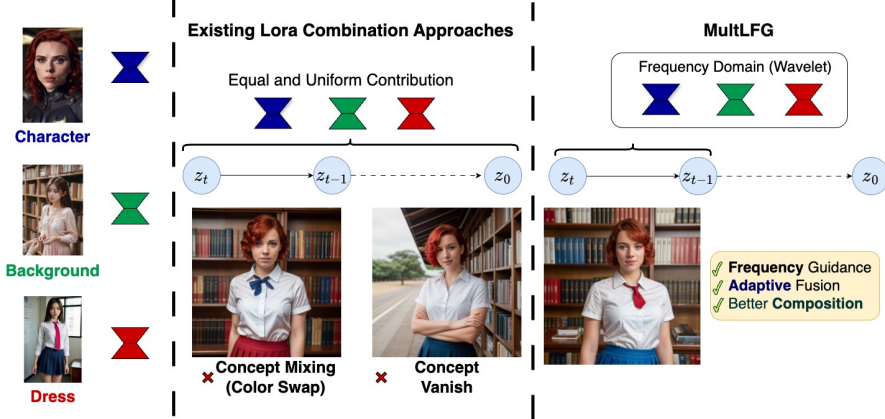 Character
Background
Dress
Existing Lora Combination Approaches
Equal and Uniform Contribution
z_t
z_{t−1}
z_0
Concept Mixing
(Color Swap)
Concept
Vanish
MultLFG
Frequency Domain (Wavelet)
z_t
z_{t−1}
z_0
Frequency Guidance
Adaptive Fusion
Better Composition